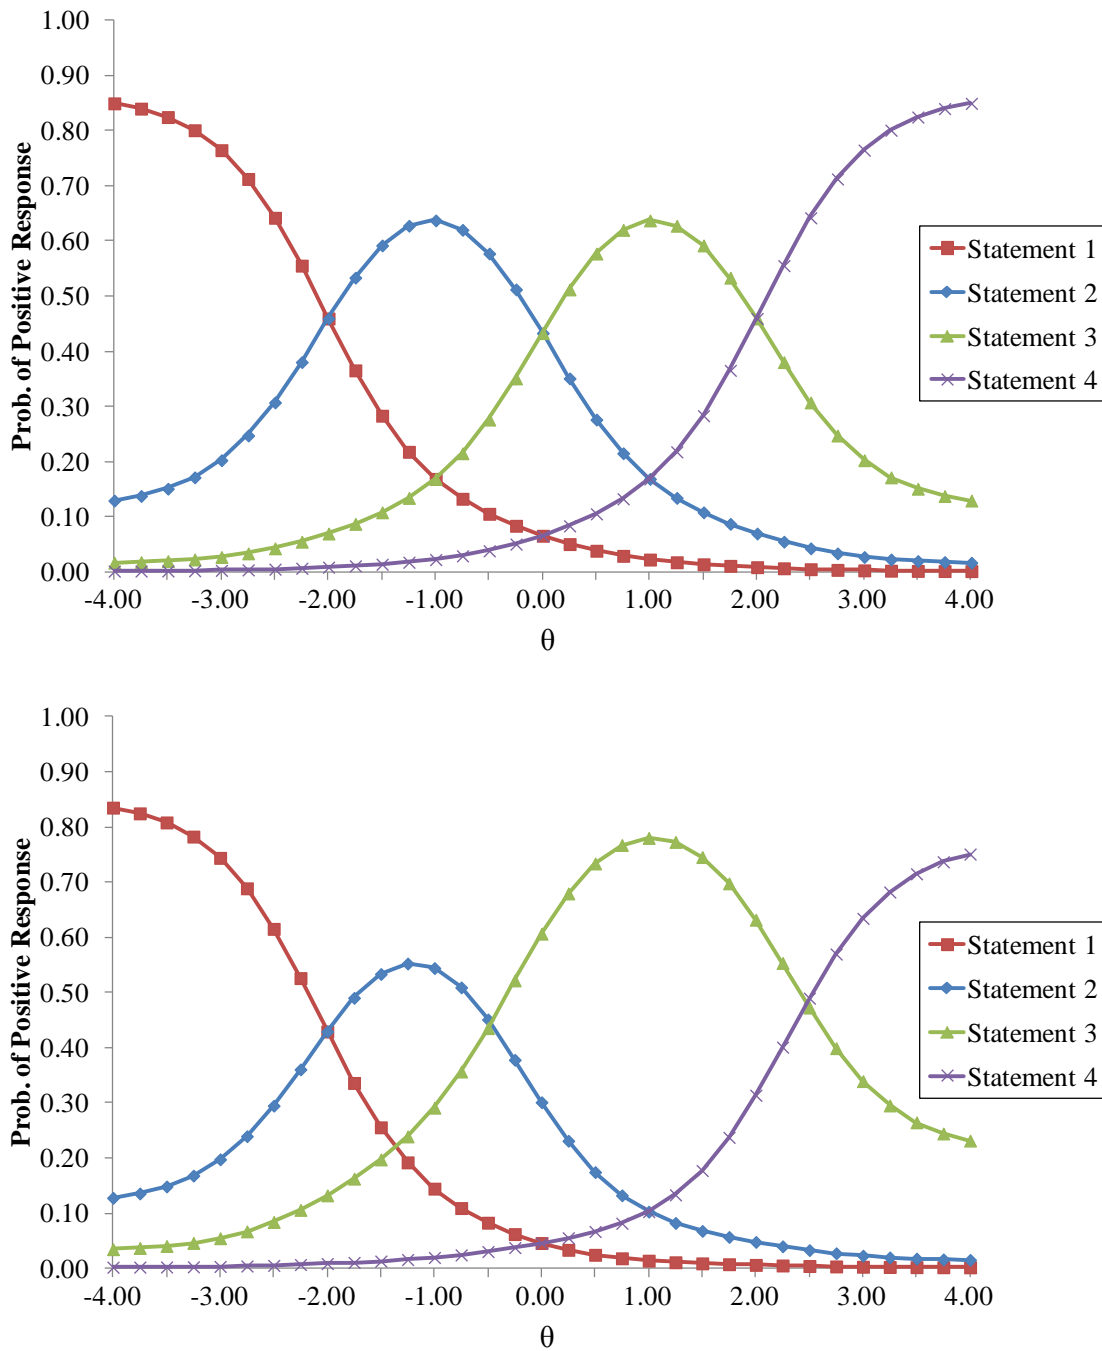 1.00
0.90
0.80
0.70
0.60
0.50
0.40
0.30
0.20
0.10
0.00
Prob. of Positive Response
-4.00 -3.00 -2.00 -1.00 0.00 1.00 2.00 3.00 4.00
θ
Statement 1
Statement 2
Statement 3
Statement 4
1.00
0.90
0.80
0.70
0.60
0.50
0.40
0.30
0.20
0.10
0.00
Prob. of Positive Response
-4.00 -3.00 -2.00 -1.00 0.00 1.00 2.00 3.00 4.00
θ
Statement 1
Statement 2
Statement 3
Statement 4